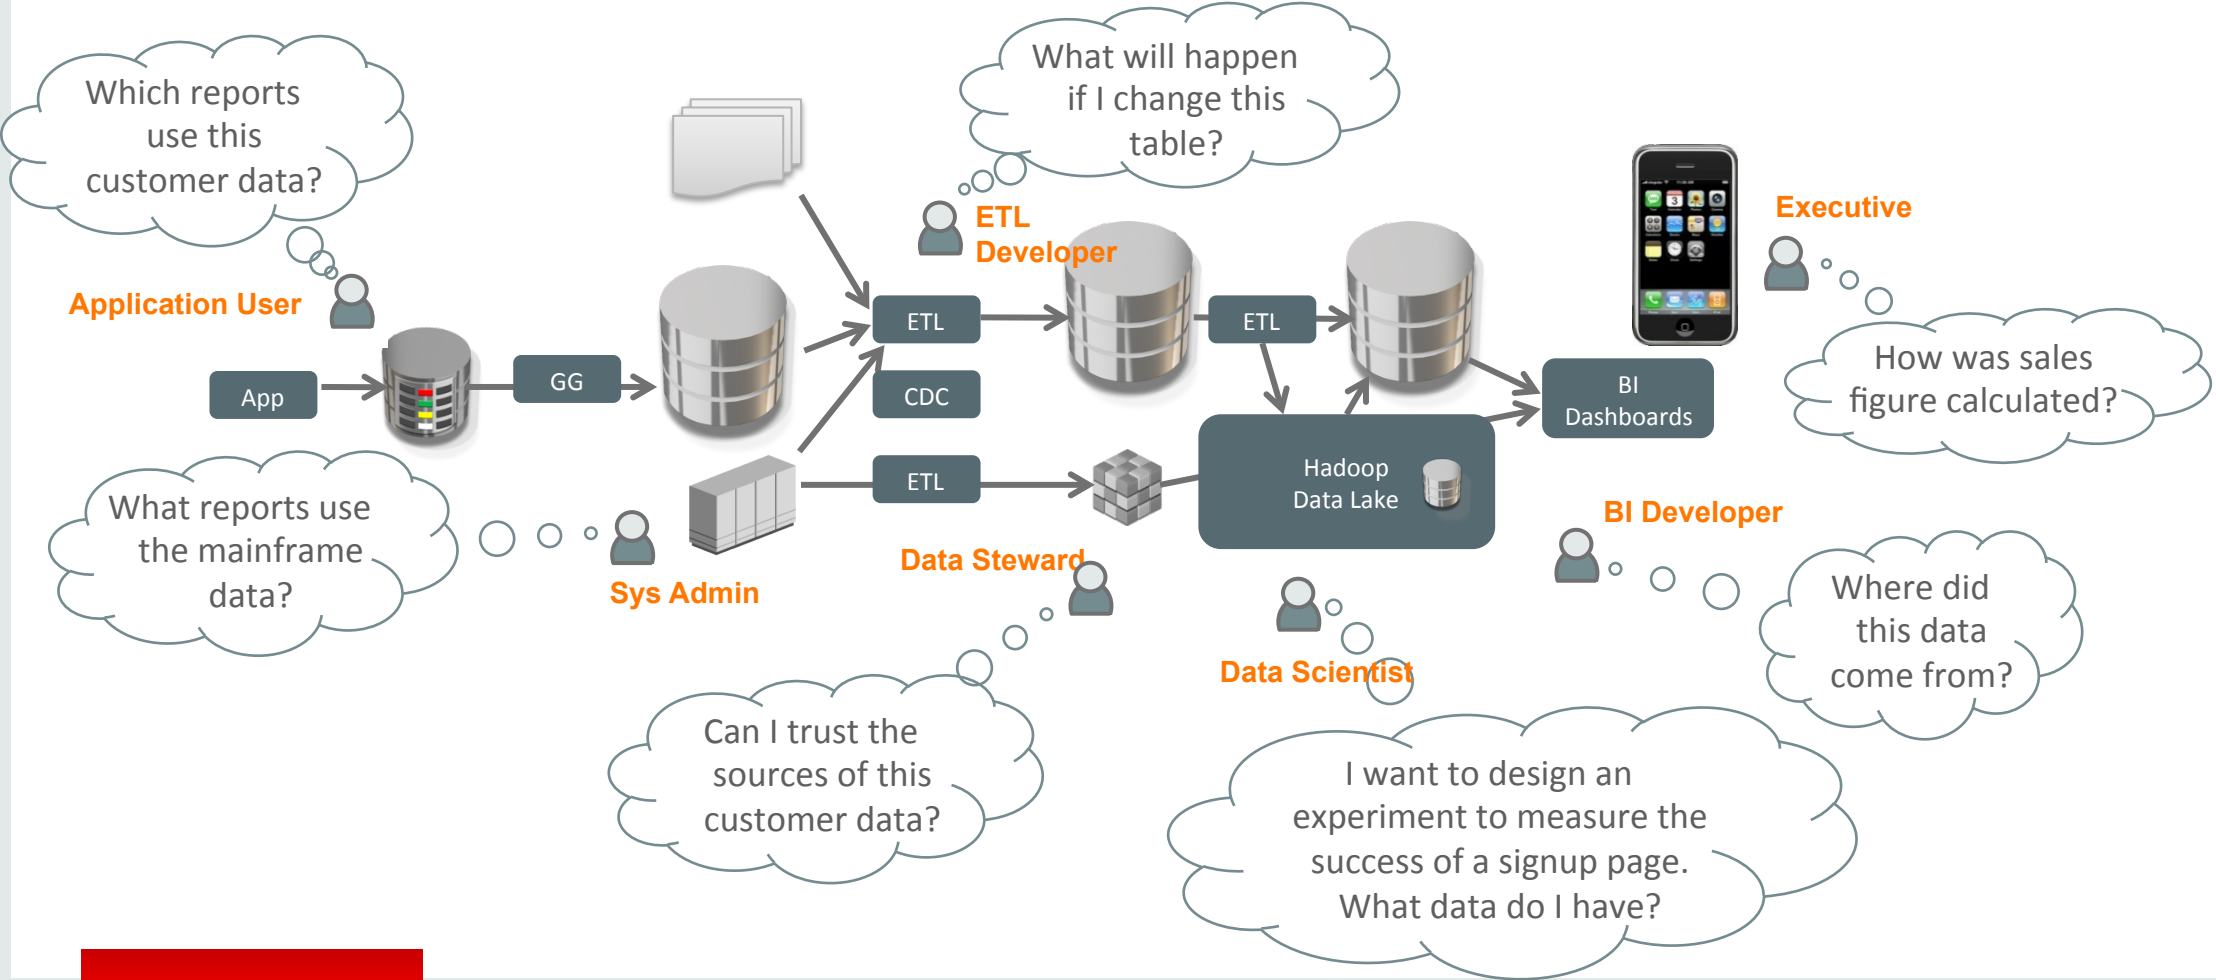 Which reports
use this
customer data?
What will happen
if I change this
table?
ETL
Developer
Executive
Application User
ETL
ETL
How was sales
figure calculated?
App
GG
CDC
BI
Dashboards
What reports use
the mainframe
data?
ETL
Hadoop
Data Lake
BI Developer
Data Steward
Sys Admin
Where did
this data
come from?
Data Scientist
Can I trust the
sources of this
customer data?
I want to design an
experiment to measure the
success of a signup page.
What data do I have?